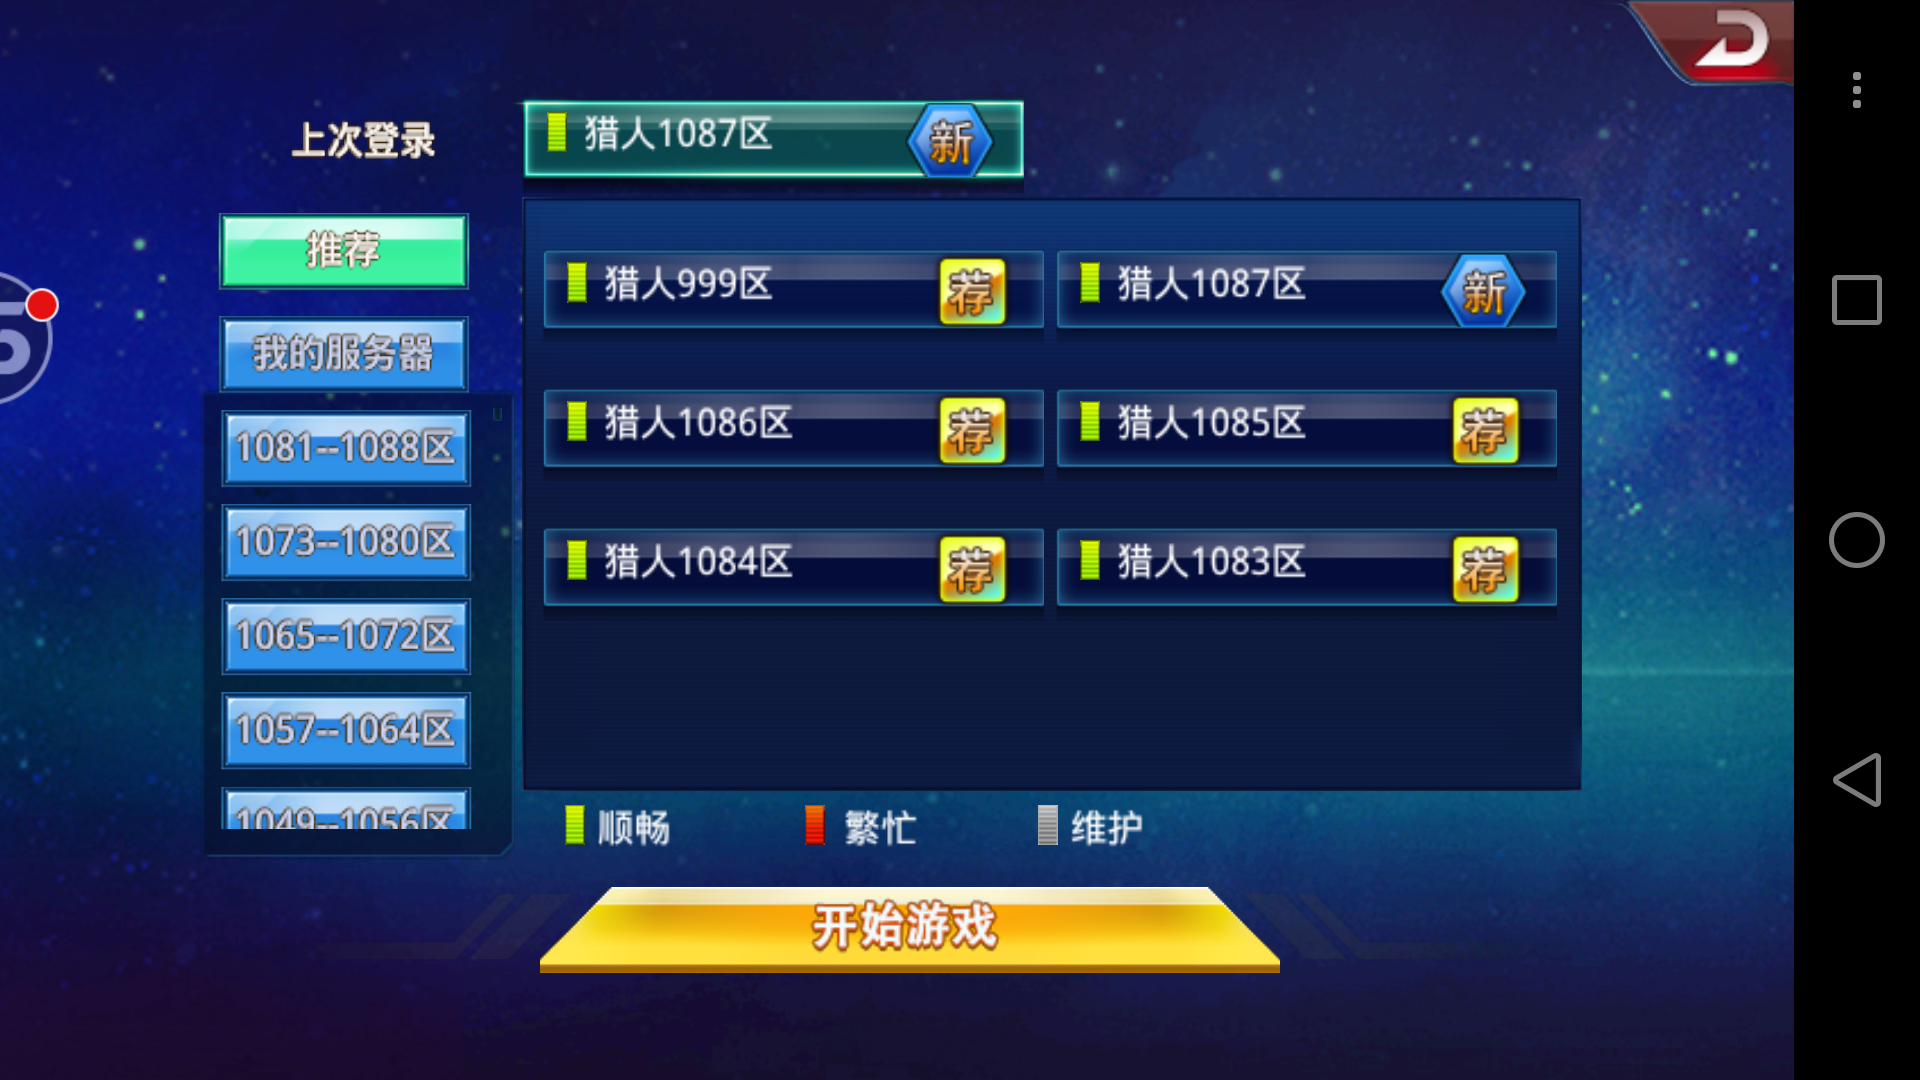 上次登录
猎人1087区 新
推荐
我的服务器
1081--1088区
1073--1080区
1065--1072区
1057--1064区
1049--1056区
猎人999区 荐
猎人1087区 新
猎人1086区 荐
猎人1085区 荐
猎人1084区 荐
猎人1083区 荐
顺畅 繁忙 维护
开始游戏